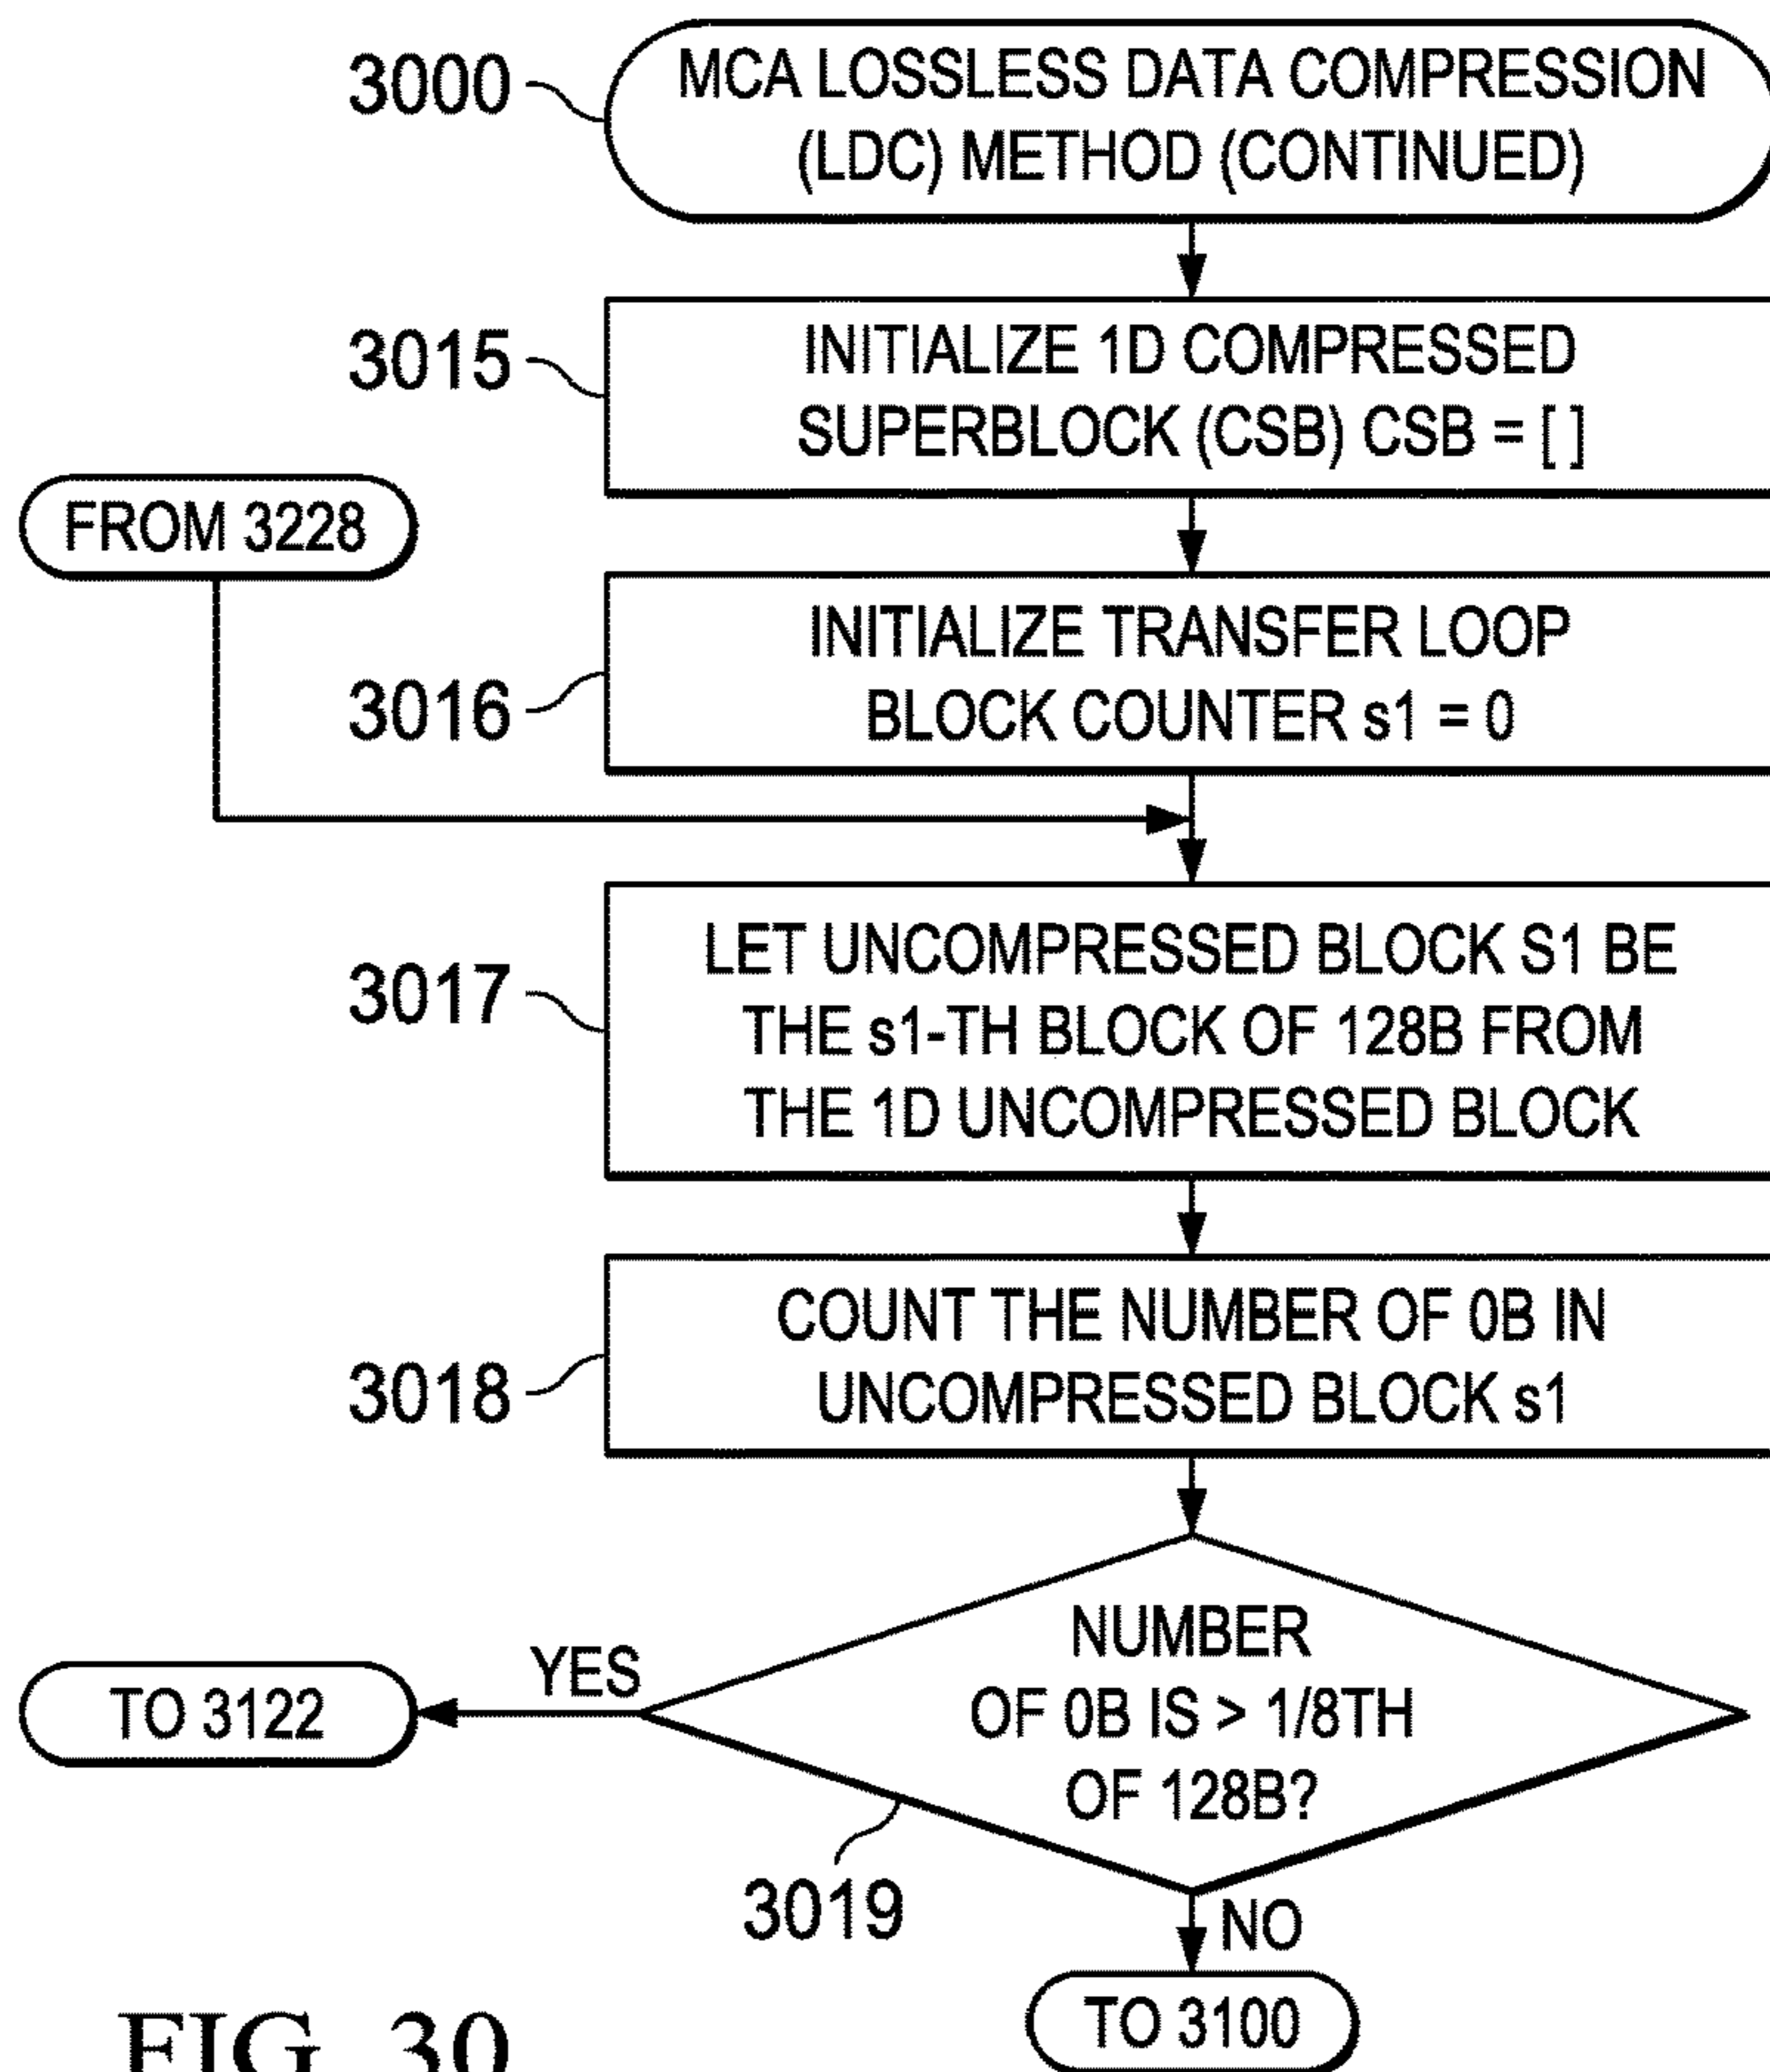 3000
MCA LOSSLESS DATA COMPRESSION
(LDC) METHOD (CONTINUED)
3015
INITIALIZE 1D COMPRESSED
SUPERBLOCK (CSB) CSB = [ ]
FROM 3228
3016
INITIALIZE TRANSFER LOOP
BLOCK COUNTER s1 = 0
3017
LET UNCOMPRESSED BLOCK S1 BE
THE s1-TH BLOCK OF 128B FROM
THE 1D UNCOMPRESSED BLOCK
3018
COUNT THE NUMBER OF 0B IN
UNCOMPRESSED BLOCK s1
NUMBER
OF 0B IS > 1/8TH
OF 128B?
YES
TO 3122
3019
NO
TO 3100
FIG. 30